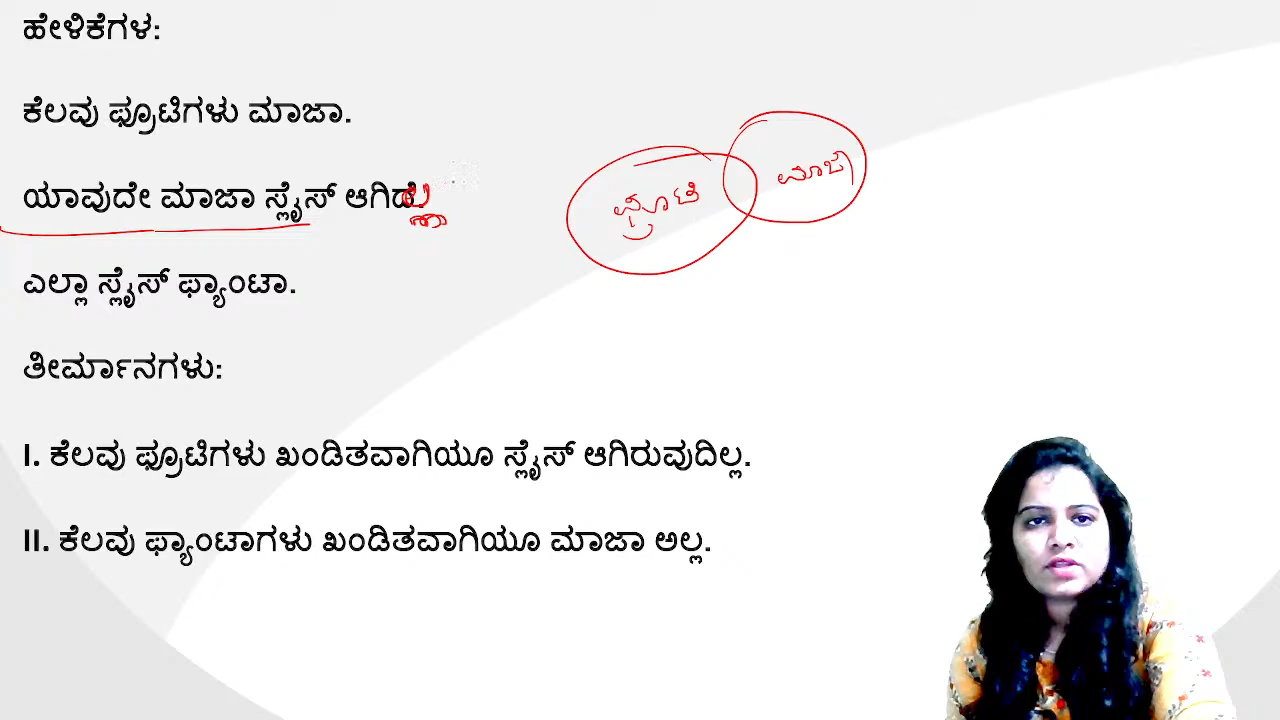 ಹೇಳಿಕೆಗಳ:
ಕೆಲವು ಫ್ರೂಟಿಗಳು ಮಾಜಾ.
ಯಾವುದೇ ಮಾಜಾ ಸ್ಲೈಸ್ ಆಗಿ
ಫ್ರೂಟಿ
ಮಾಜಾ
ಎಲ್ಲಾ ಸ್ಲೈಸ್ ಫ್ಯಾಂಟಾ.
ತೀರ್ಮಾನಗಳು:
I. ಕೆಲವು ಫ್ರೂಟಿಗಳು ಖಂಡಿತವಾಗಿಯೂ ಸ್ಲೈಸ್ ಆಗಿರುವುದಿಲ್ಲ.
II. ಕೆಲವು ಫ್ಯಾಂಟಾಗಳು ಖಂಡಿತವಾಗಿಯೂ ಮಾಜಾ ಅಲ್ಲ.